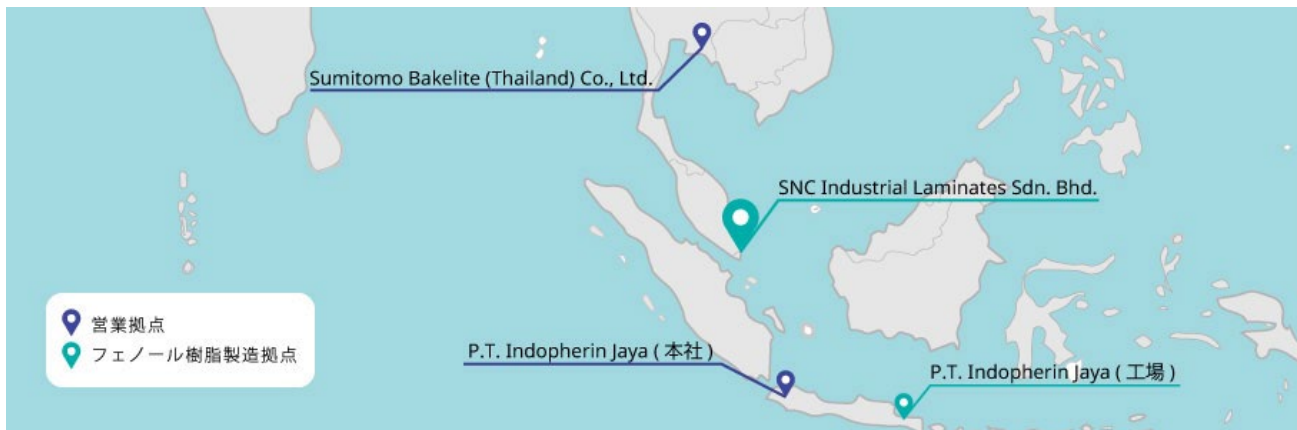 Sumitomo Bakelite (Thailand) Co., Ltd.
SNC Industrial Laminates Sdn. Bhd.
営業拠点
フェノール樹脂製造拠点
P.T. Indopherin Jaya ( 本社 )
P.T. Indopherin Jaya ( 工場 )